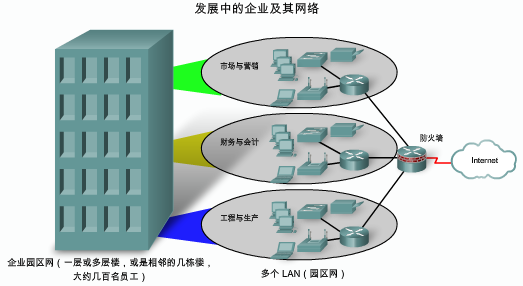 发展中的企业及其网络
市场与营销
财务与会计
工程与生产
防火墙
Internet
企业园区网（一层或多层楼，或是相邻的几栋楼，
大约几百名员工）
多个 LAN（园区网）